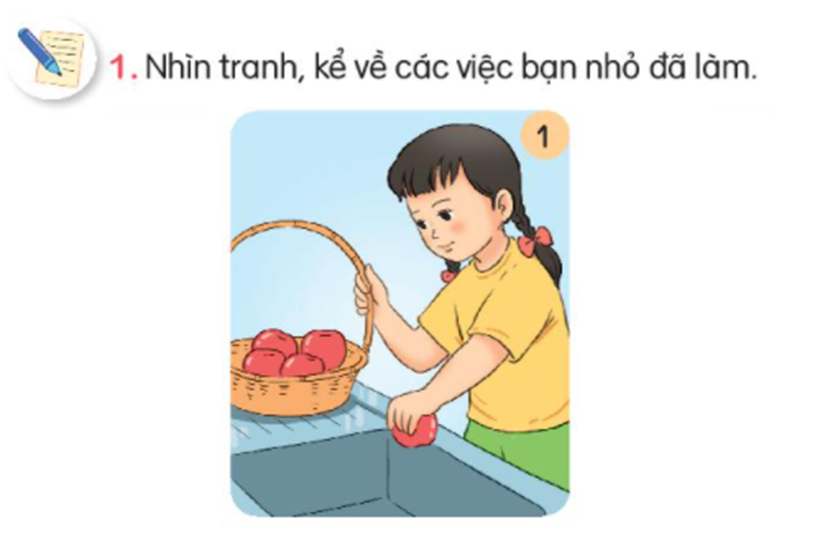 1. Nhìn tranh, kể về các việc bạn nhỏ đã làm.
1